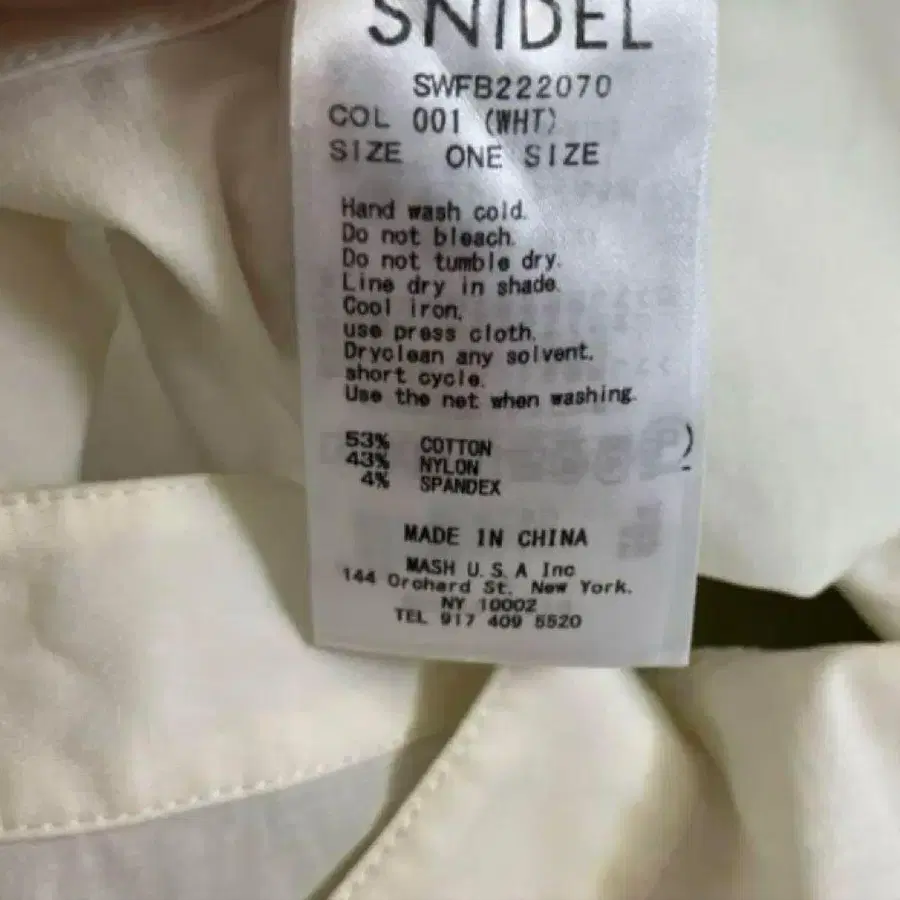 SNIDEL
SWFB222070
COL 001 (WHT)
SIZE ONE SIZE
Hand wash cold.
Do not bleach.
Do not tumble dry.
Line dry in shade.
Cool iron,
use press cloth.
Dryclean any solvent.
short cycle.
Use the net when washing.
53% COTTON
43% NYLON
4% SPANDEX
MADE IN CHINA
MASH U.S.A Inc
144 Orchard St. New York.
NY 10002
TEL 917 409 5520